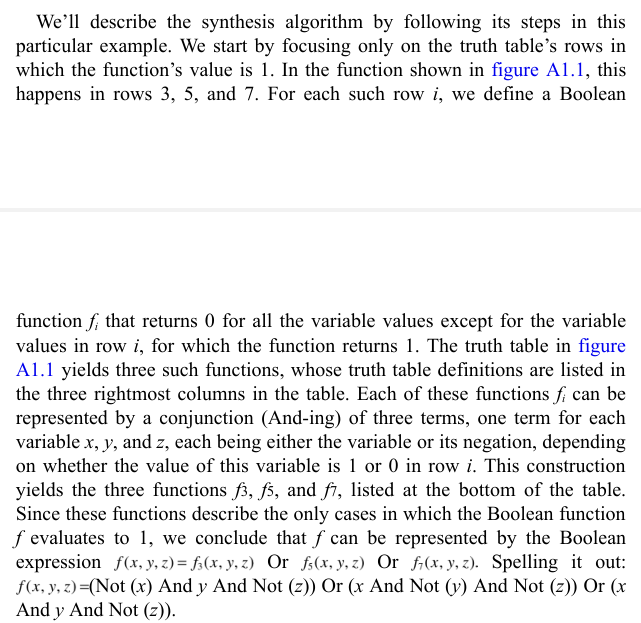 We’ll describe the synthesis algorithm by following its steps in this
particular example. We start by focusing only on the truth table’s rows in
which the function’s value is 1. In the function shown in figure A1.1, this
happens in rows 3, 5, and 7. For each such row i, we define a Boolean
function fᵢ that returns 0 for all the variable values except for the variable
values in row i, for which the function returns 1. The truth table in figure
A1.1 yields three such functions, whose truth table definitions are listed in
the three rightmost columns in the table. Each of these functions fᵢ can be
represented by a conjunction (And-ing) of three terms, one term for each
variable x, y, and z, each being either the variable or its negation, depending
on whether the value of this variable is 1 or 0 in row i. This construction
yields the three functions f₃, f₅, and f₇, listed at the bottom of the table.
Since these functions describe the only cases in which the Boolean function
f evaluates to 1, we conclude that f can be represented by the Boolean
expression f(x, y, z) = f₃(x, y, z) Or f₅(x, y, z) Or f₇(x, y, z). Spelling it out:
f(x, y, z) =(Not (x) And y And Not (z)) Or (x And Not (y) And Not (z)) Or (x
And y And Not (z)).